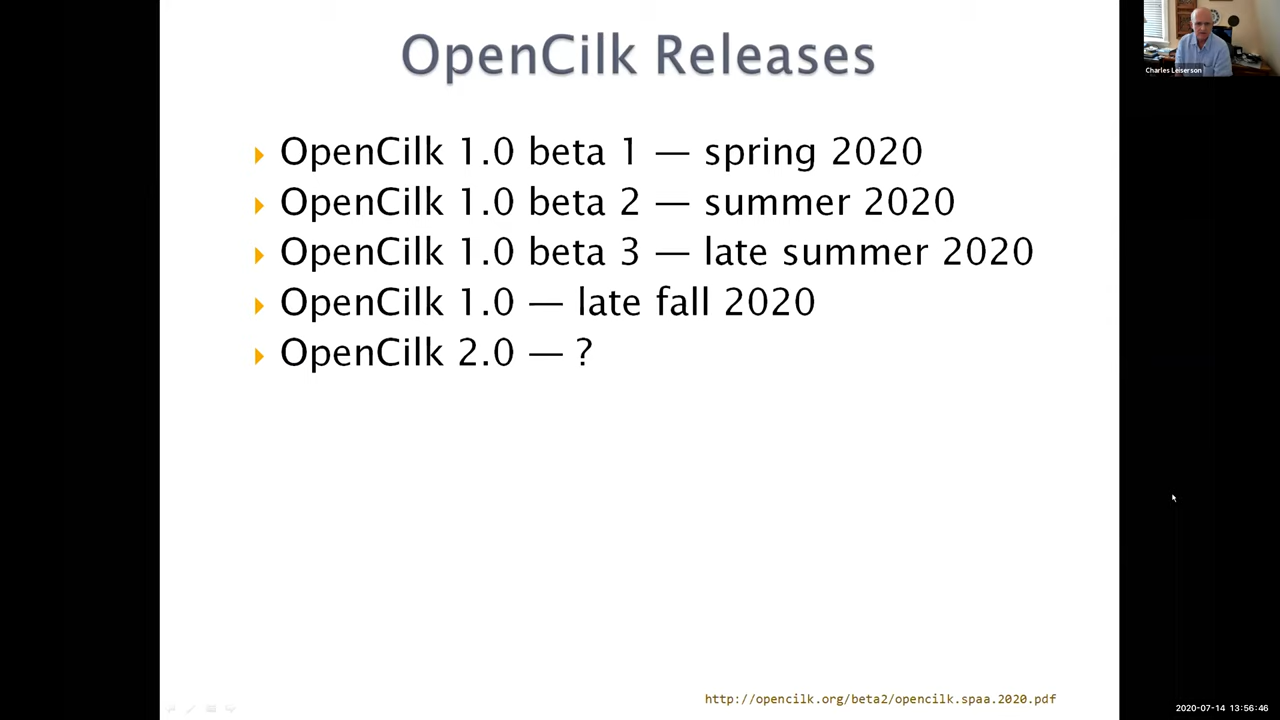 OpenCilk Releases
Charles Leiserson
OpenCilk 1.0 beta 1 — spring 2020
OpenCilk 1.0 beta 2 — summer 2020
OpenCilk 1.0 beta 3 — late summer 2020
OpenCilk 1.0 — late fall 2020
OpenCilk 2.0 — ?
http://opencilk.org/beta2/opencilk.spaa.2020.pdf
2020-07-14 13:56:46